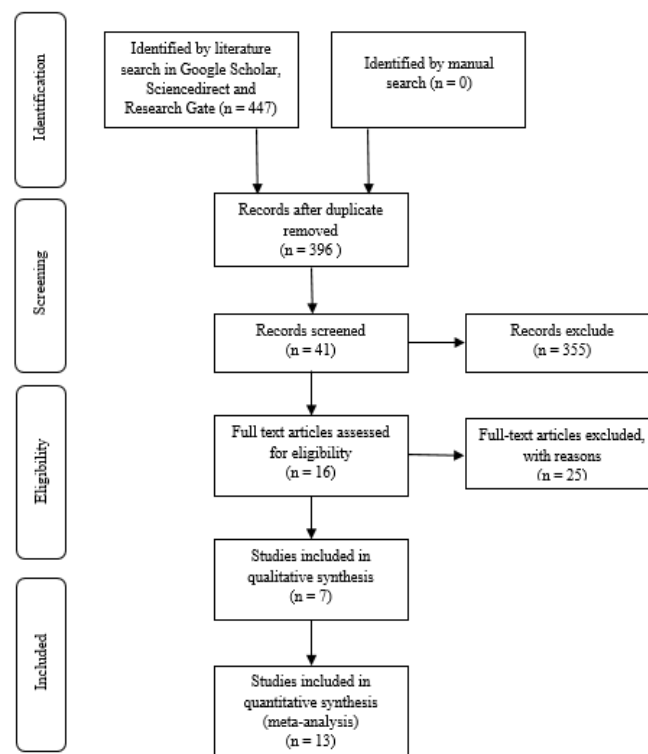 Identification
Identified by literature
search in Google Scholar,
Sciencedirect and
Research Gate (n = 447)
Identified by manual
search (n = 0)
Screening
Records after duplicate
removed
(n = 396 )
Records screened
(n = 41)
Records exclude
(n = 355)
Eligibility
Full text articles assessed
for eligibility
(n = 16)
Full-text articles excluded,
with reasons
(n = 25)
Included
Studies included in
qualitative synthesis
(n = 7)
Studies included in
quantitative synthesis
(meta-analysis)
(n = 13)